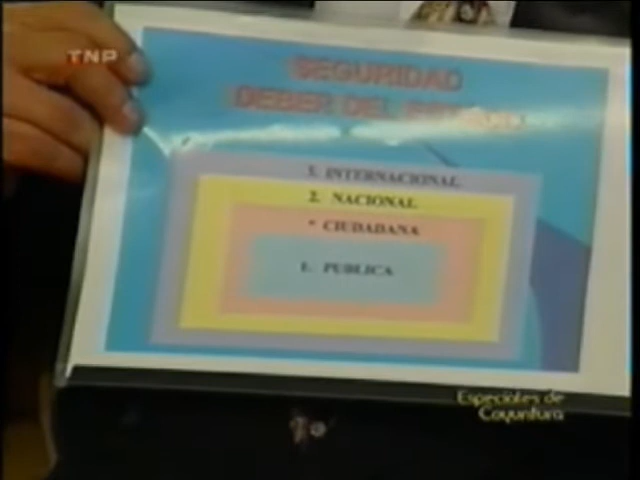 TNP
SEGURIDAD
DEBER DEL
3. INTERNACIONAL
2. NACIONAL
* CIUDADANA
1. PUBLICA
Especiales de
Coyuntura